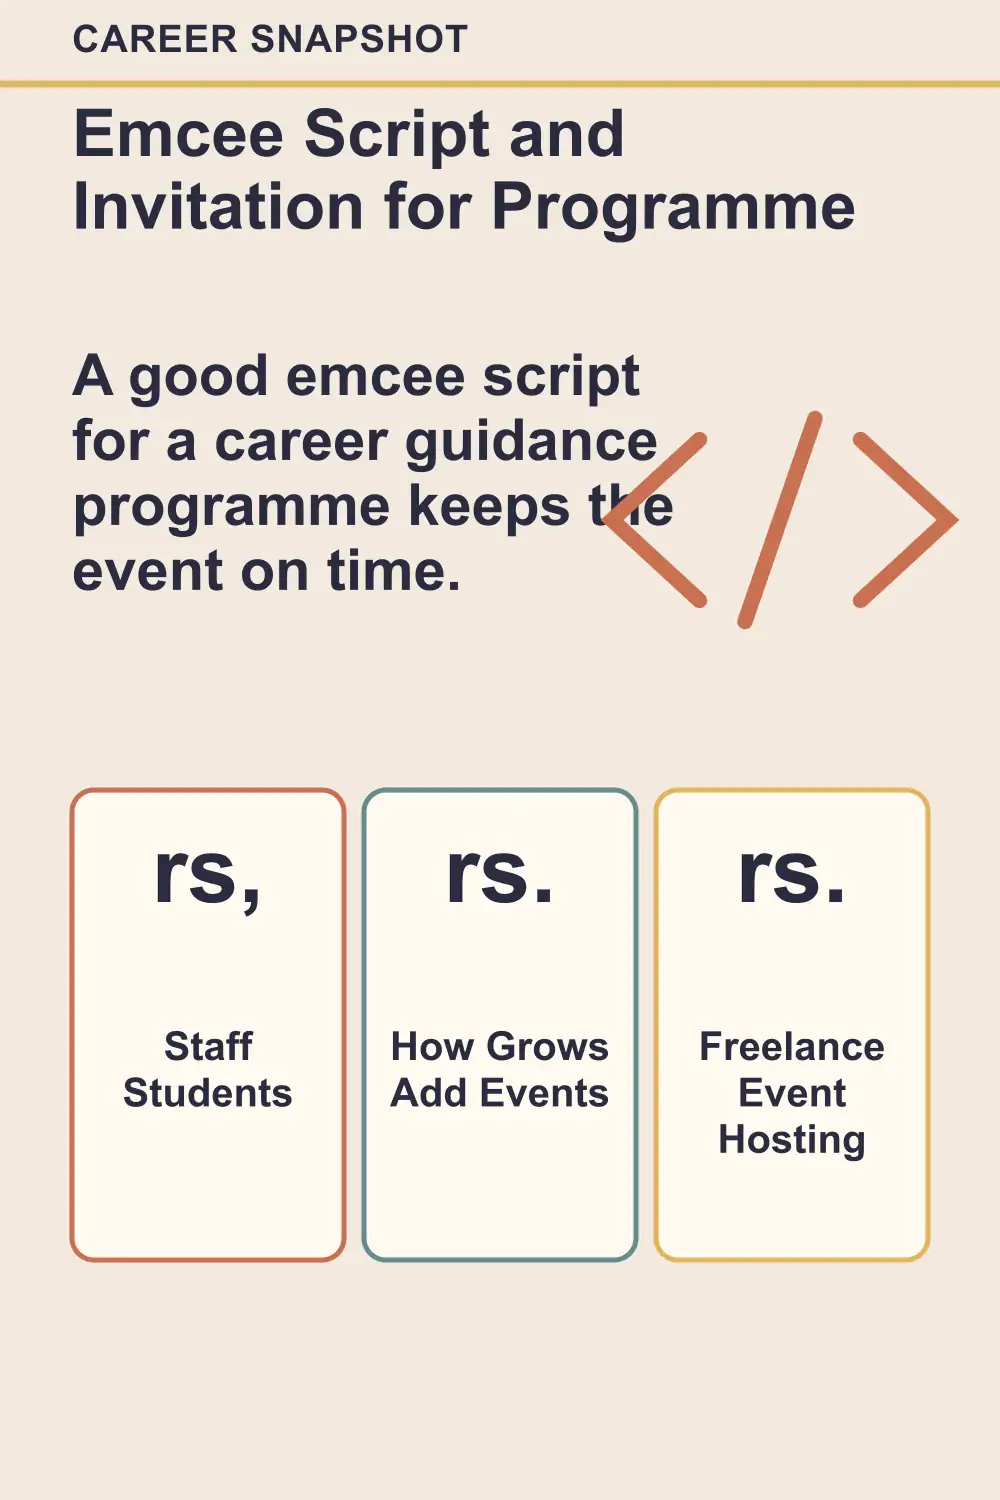 CAREER SNAPSHOT
Emcee Script and
Invitation for Programme
A good emcee script
for a career guidance
programme keeps the
event on time.
</>
rs,
Staff
Students
rs.
How Grows
Add Events
rs.
Freelance
Event
Hosting